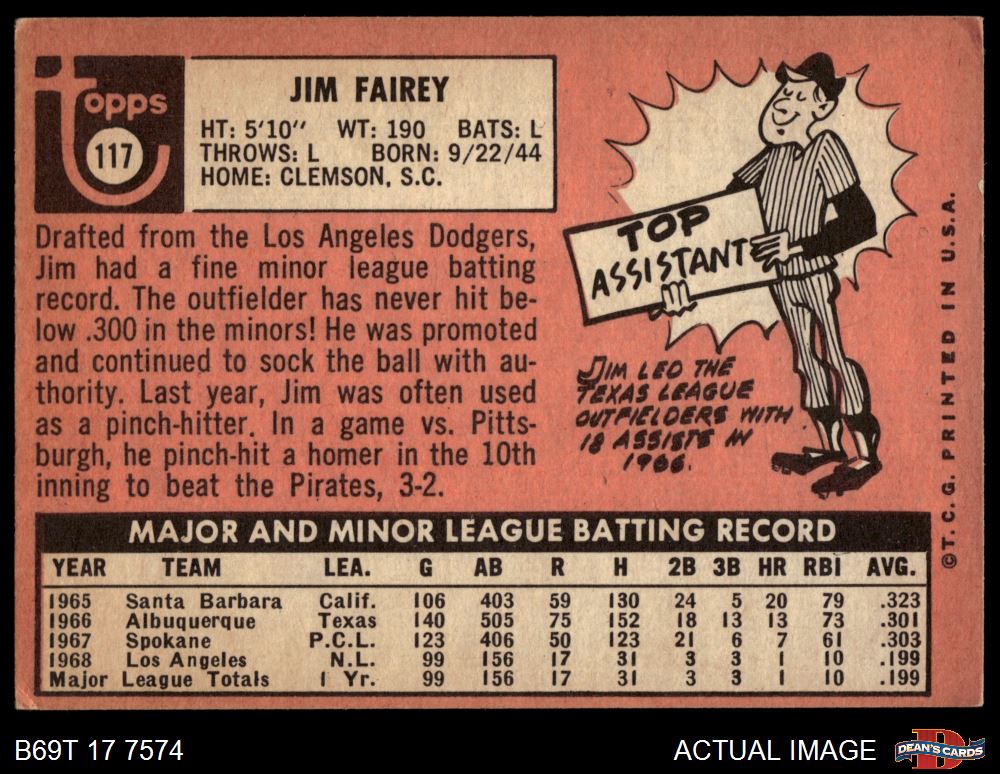 Topps
117
JIM FAIREY
HT: 5'10" WT: 190 BATS: L
THROWS: L BORN: 9/22/44
HOME: CLEMSON, S.C.
Drafted from the Los Angeles Dodgers,
Jim had a fine minor league batting
record. The outfielder has never hit be-
low .300 in the minors! He was promoted
and continued to sock the ball with au-
thority. Last year, Jim was often used
as a pinch-hitter. In a game vs. Pitts-
burgh, he pinch-hit a homer in the 10th
inning to beat the Pirates, 3-2.
TOP
ASSISTANT
JIM LED THE
TEXAS LEAGUE
OUTFIELDERS WITH
18 ASSISTS IN
1966.
©T.C.G. PRINTED IN U.S.A.
MAJOR AND MINOR LEAGUE BATTING RECORD
YEAR TEAM LEA. G AB R H 2B 3B HR RBI AVG.
1965 Santa Barbara Calif. 106 403 59 130 24 5 20 79 .323
1966 Albuquerque Texas 140 505 75 152 18 13 13 73 .301
1967 Spokane P.C.L. 123 406 50 123 21 6 7 61 .303
1968 Los Angeles N.L. 99 156 17 31 3 3 1 10 .199
Major League Totals 1 Yr. 99 156 17 31 3 3 1 10 .199
B69T 17 7574
ACTUAL IMAGE
D
DEAN'S CARDS